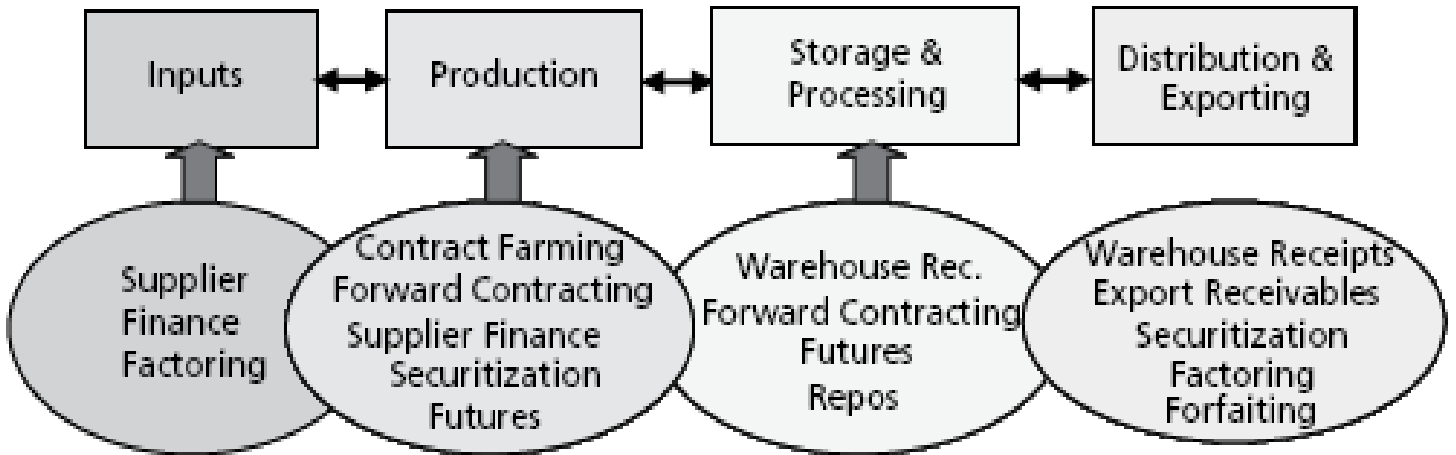 Inputs
Production
Storage &
Processing
Distribution &
Exporting
Supplier
Finance
Factoring
Contract Farming
Forward Contracting
Supplier Finance
Securitization
Futures
Warehouse Rec.
Forward Contracting
Futures
Repos
Warehouse Receipts
Export Receivables
Securitization
Factoring
Forfaiting